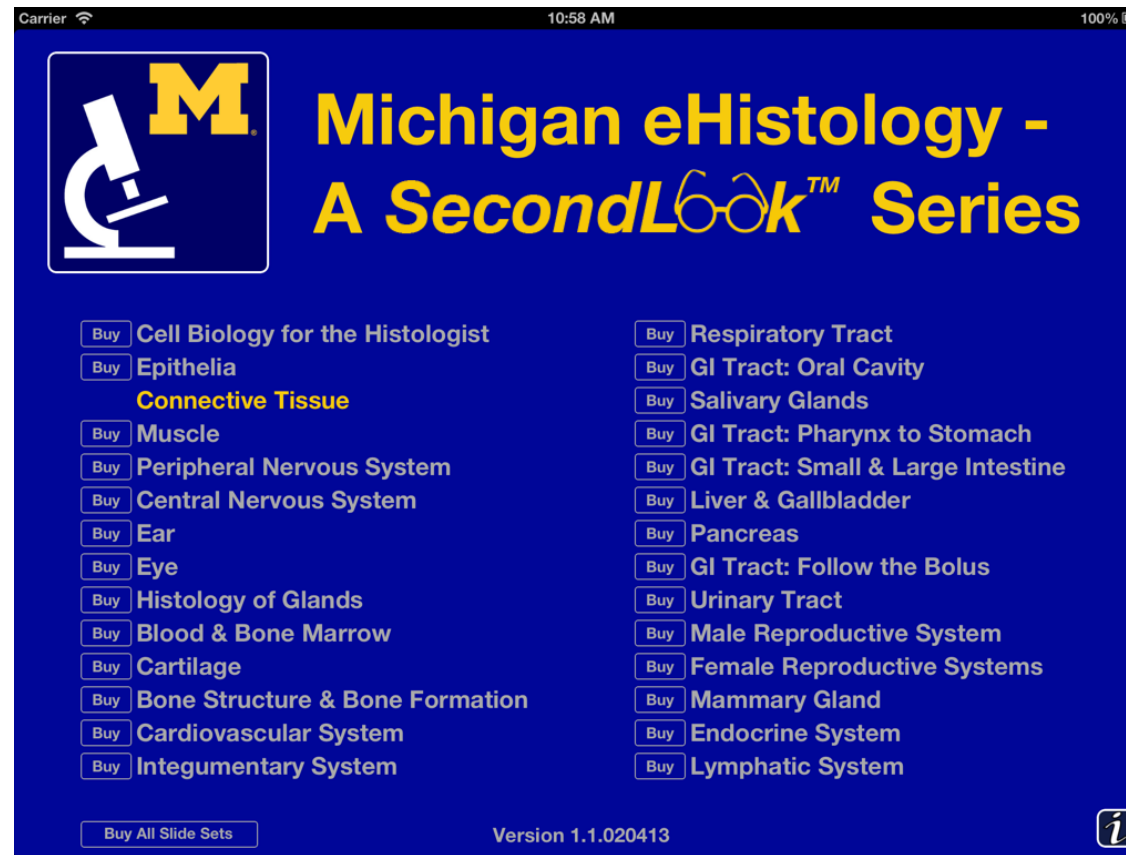 Carrier 10:58 AM 100%
M
Michigan eHistology -
A SecondLook™ Series
Buy Cell Biology for the Histologist
Buy Epithelia
Connective Tissue
Buy Muscle
Buy Peripheral Nervous System
Buy Central Nervous System
Buy Ear
Buy Eye
Buy Histology of Glands
Buy Blood & Bone Marrow
Buy Cartilage
Buy Bone Structure & Bone Formation
Buy Cardiovascular System
Buy Integumentary System
Buy Respiratory Tract
Buy GI Tract: Oral Cavity
Buy Salivary Glands
Buy GI Tract: Pharynx to Stomach
Buy GI Tract: Small & Large Intestine
Buy Liver & Gallbladder
Buy Pancreas
Buy GI Tract: Follow the Bolus
Buy Urinary Tract
Buy Male Reproductive System
Buy Female Reproductive Systems
Buy Mammary Gland
Buy Endocrine System
Buy Lymphatic System
Buy All Slide Sets
Version 1.1.020413
i